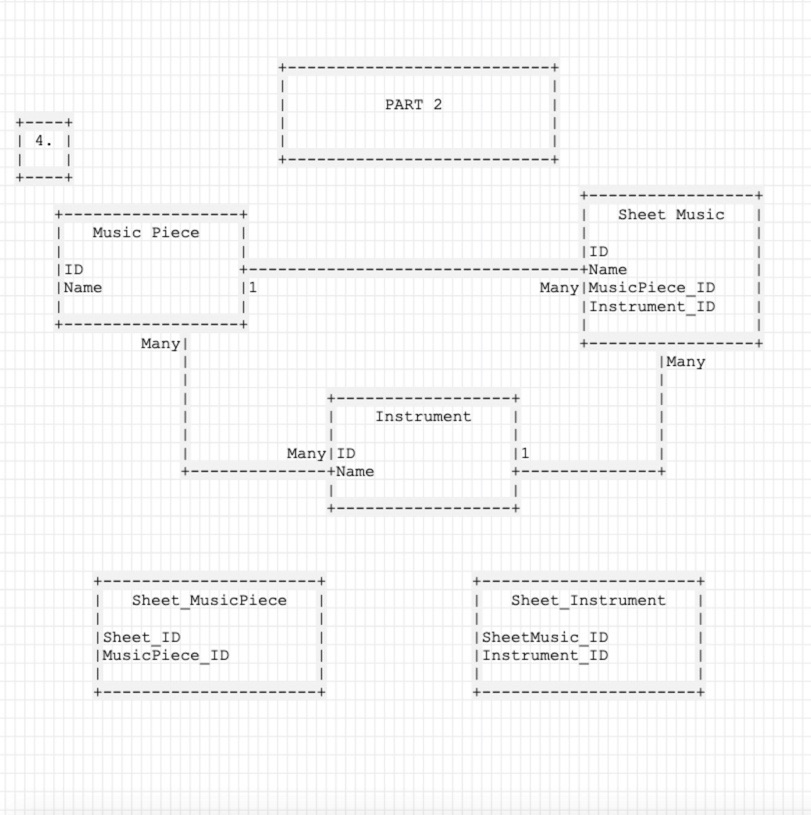 PART 2
4.
Music Piece
ID
Name
1
Many
Sheet Music
ID
Name
MusicPiece_ID
Instrument_ID
Many
Many
Instrument
ID
Name
Many
1
Sheet_MusicPiece
Sheet_ID
MusicPiece_ID
Sheet_Instrument
SheetMusic_ID
Instrument_ID